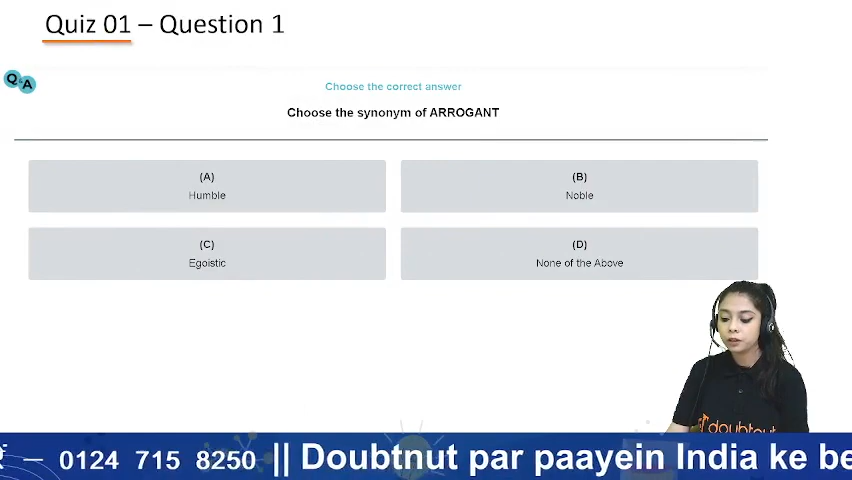 Quiz 01 – Question 1
Q&A
Choose the correct answer
Choose the synonym of ARROGANT
(A)
Humble
(B)
Noble
(C)
Egoistic
(D)
None of the Above
doubtnut
— 0124 715 8250 || Doubtnut par paayein India ke be